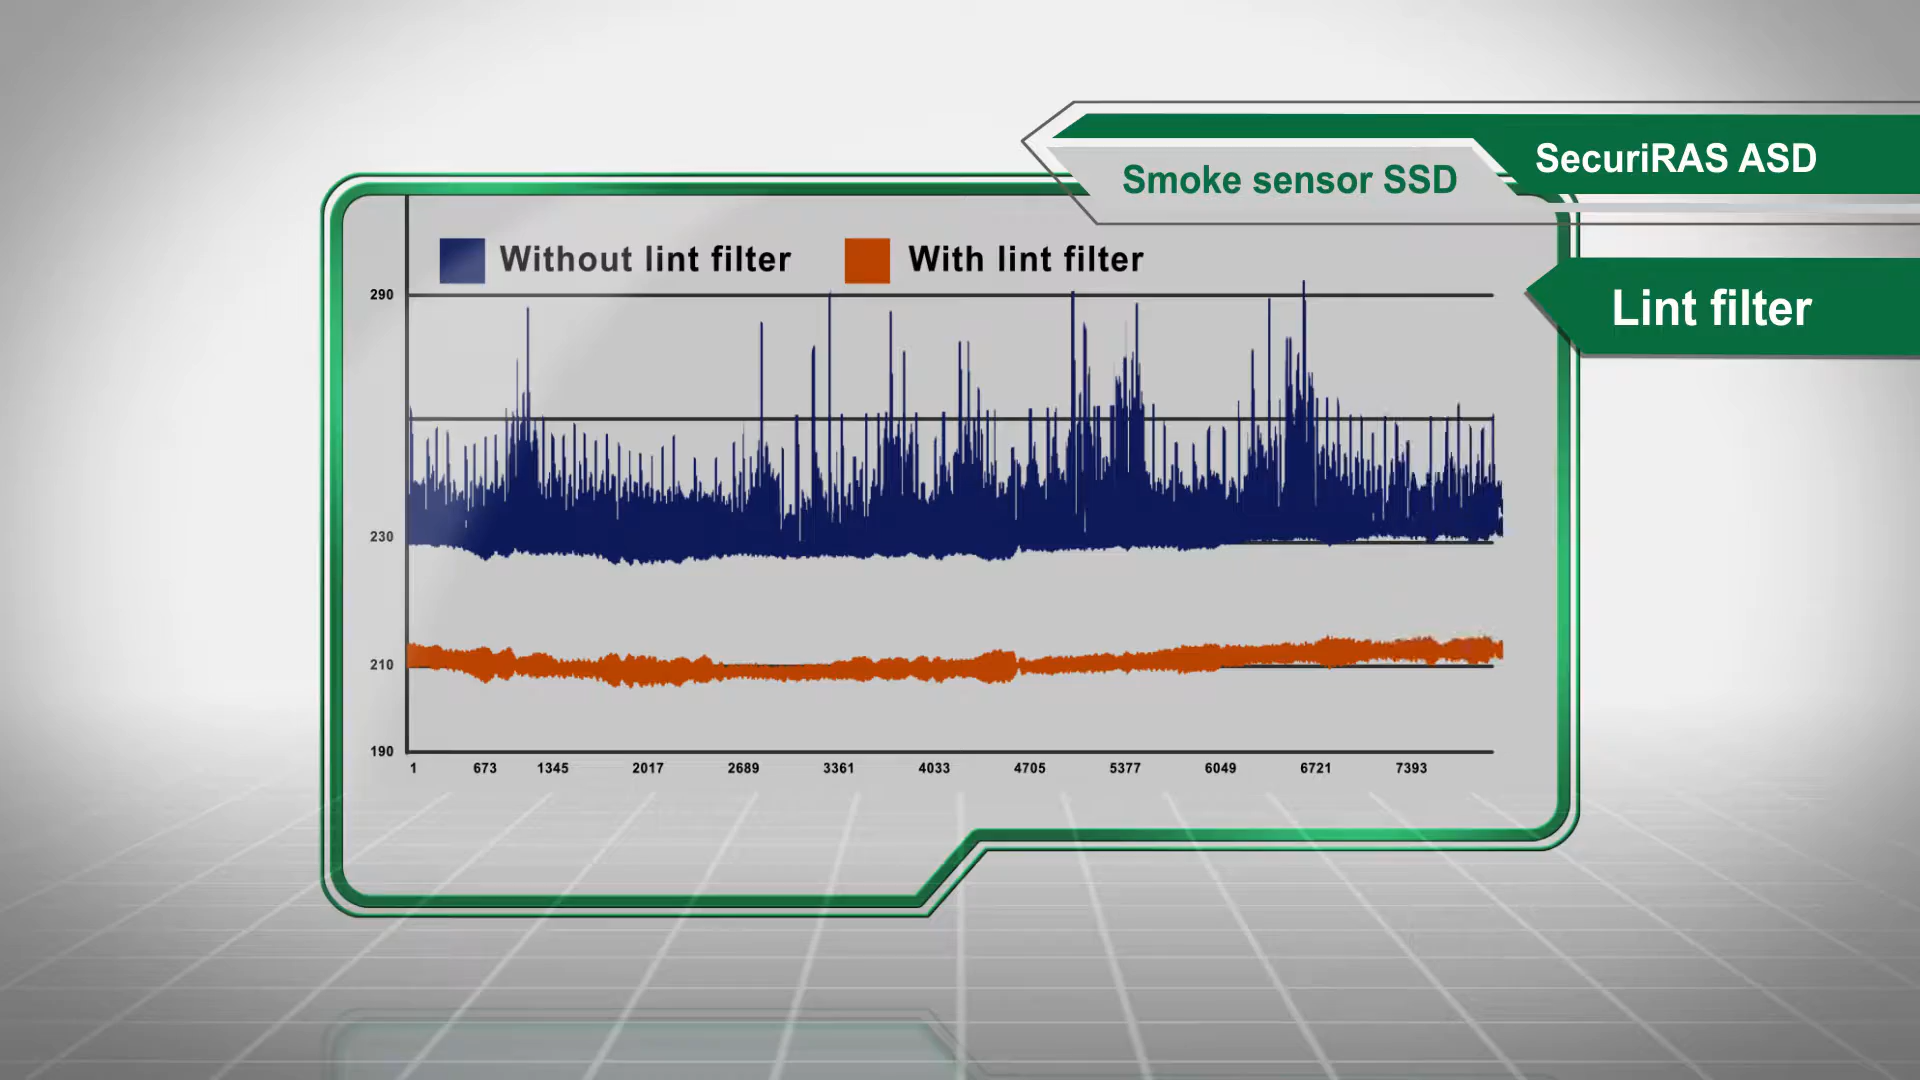 SecuriRAS ASD
Smoke sensor SSD
Without lint filter
With lint filter
Lint filter
290
230
210
190
1 673 1345 2017 2689 3361 4033 4705 5377 6049 6721 7393